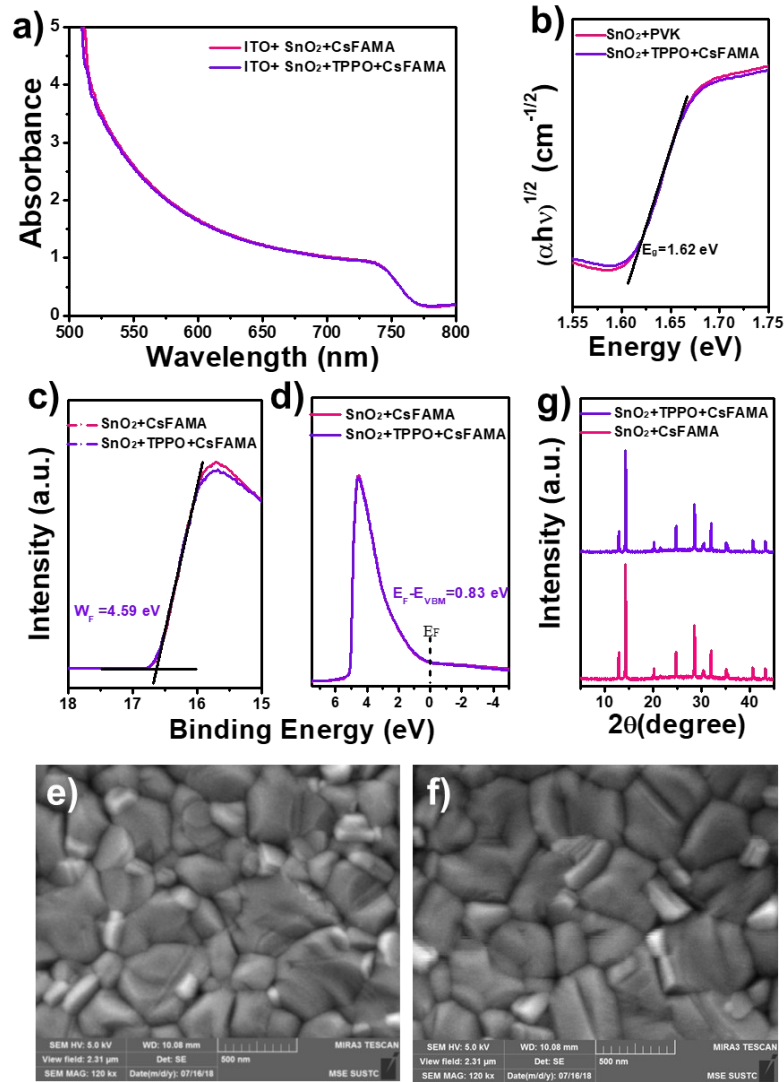 a)
ITO+ SnO₂+CsFAMA
ITO+ SnO₂+TPPO+CsFAMA
Absorbance
5
4
3
2
1
0
500 550 600 650 700 750 800
Wavelength (nm)
b)
SnO₂+PVK
SnO₂+TPPO+CsFAMA
(αhν)^1/2 (cm^-1/2)
E_g=1.62 eV
1.55 1.60 1.65 1.70 1.75
Energy (eV)
c)
SnO₂+CsFAMA
SnO₂+TPPO+CsFAMA
Intensity (a.u.)
W_F =4.59 eV
18 17 16 15
d)
SnO₂+CsFAMA
SnO₂+TPPO+CsFAMA
E_F-E_VBM=0.83 eV
E_F
6 4 2 0 -2 -4
Binding Energy (eV)
g)
SnO₂+TPPO+CsFAMA
SnO₂+CsFAMA
Intensity (a.u.)
10 20 30 40
2θ(degree)
e)
SEM HV: 5.0 kV WD: 10.08 mm MIRA3 TESCAN
View field: 2.31 μm Det: SE 500 nm
SEM MAG: 120 kx Date(m/d/y): 07/16/18 MSE SUSTC
f)
SEM HV: 5.0 kV WD: 10.08 mm MIRA3 TESCAN
View field: 2.31 μm Det: SE 500 nm
SEM MAG: 120 kx Date(m/d/y): 07/16/18 MSE SUSTC